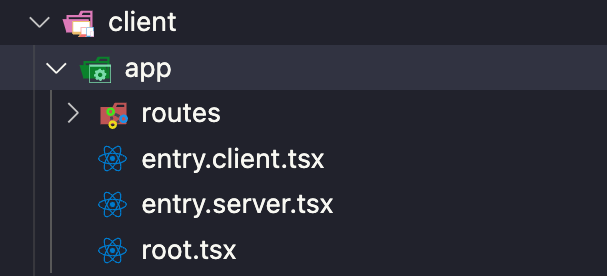 client
app
routes
entry.client.tsx
entry.server.tsx
root.tsx